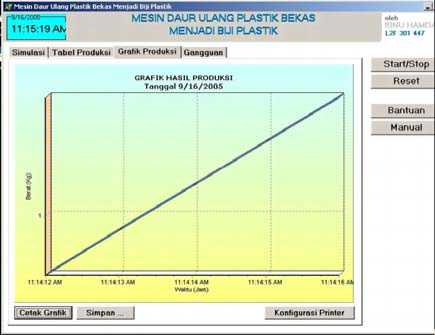 Mesin Daur Ulang Plastik Bekas Menjadi Biji Plastik
9/16/2005
11:15:19 AM
MESIN DAUR ULANG PLASTIK BEKAS
MENJADI BIJI PLASTIK
oleh
L2F 301 447
Simulasi Tabel Produksi Grafik Produksi Gangguan
Start/Stop
Reset
Bantuan
Manual
GRAFIK HASIL PRODUKSI
Tanggal 9/16/2005
Berat (Kg)
1
11:14:12 AM 11:14:13 AM 11:14:14 AM 11:14:15 AM 11:14:16 AM
Waktu (Jam)
Cetak Grafik Simpan ... Konfigurasi Printer